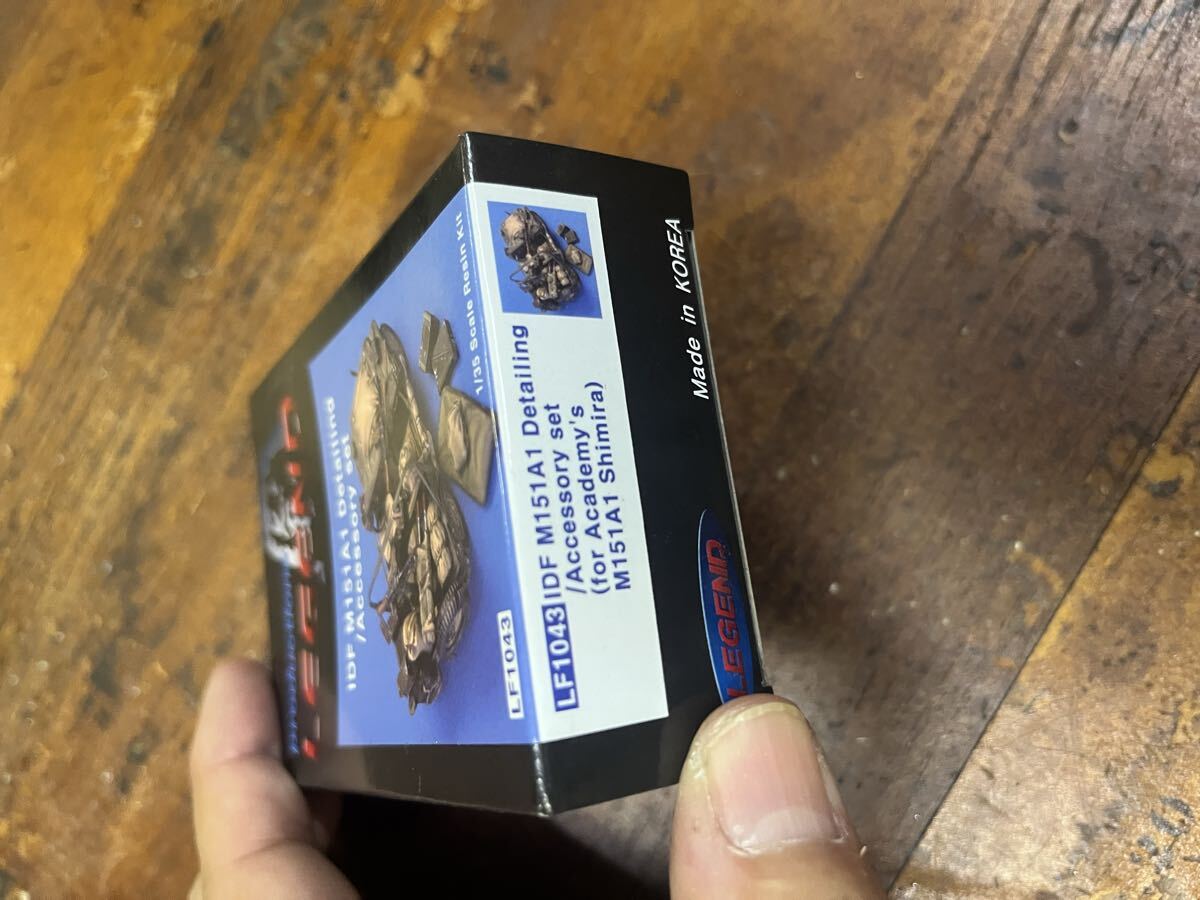 Production
LEGEND
IDF M151A1 Detailing
/Accessory set
1/35 Scale Resin Kit
LF1043
LF1043 IDF M151A1 Detailing
/Accessory set
(for Academy's
M151A1 Shimira)
Made in KOREA
LEGEND